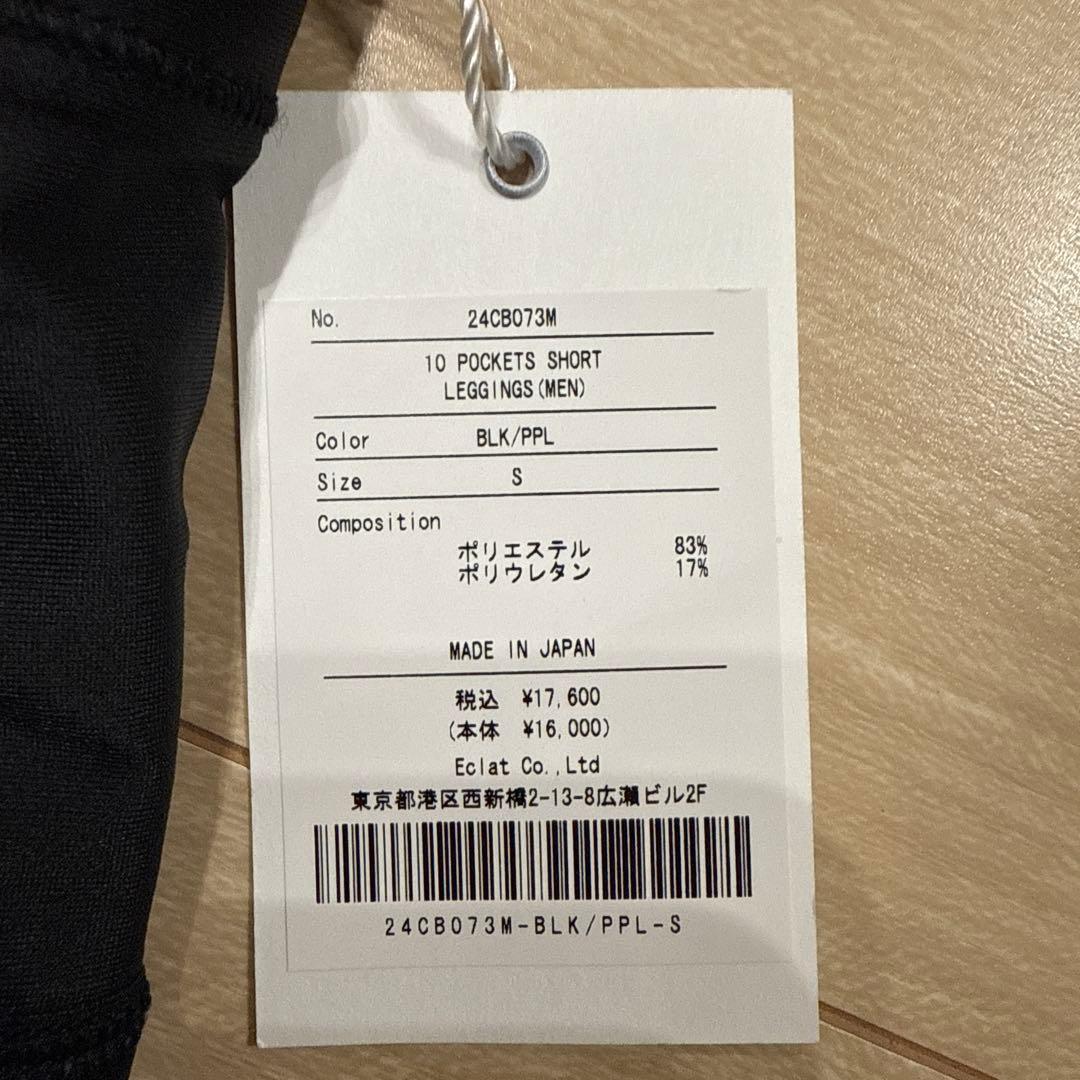 No. 24CB073M
10 POCKETS SHORT
LEGGINGS(MEN)
Color BLK/PPL
Size S
Composition
ポリエステル 83%
ポリウレタン 17%
MADE IN JAPAN
税込 ¥17,600
(本体 ¥16,000)
Eclat Co.,Ltd
東京都港区西新橋2-13-8広瀬ビル2F
24CB073M-BLK/PPL-S